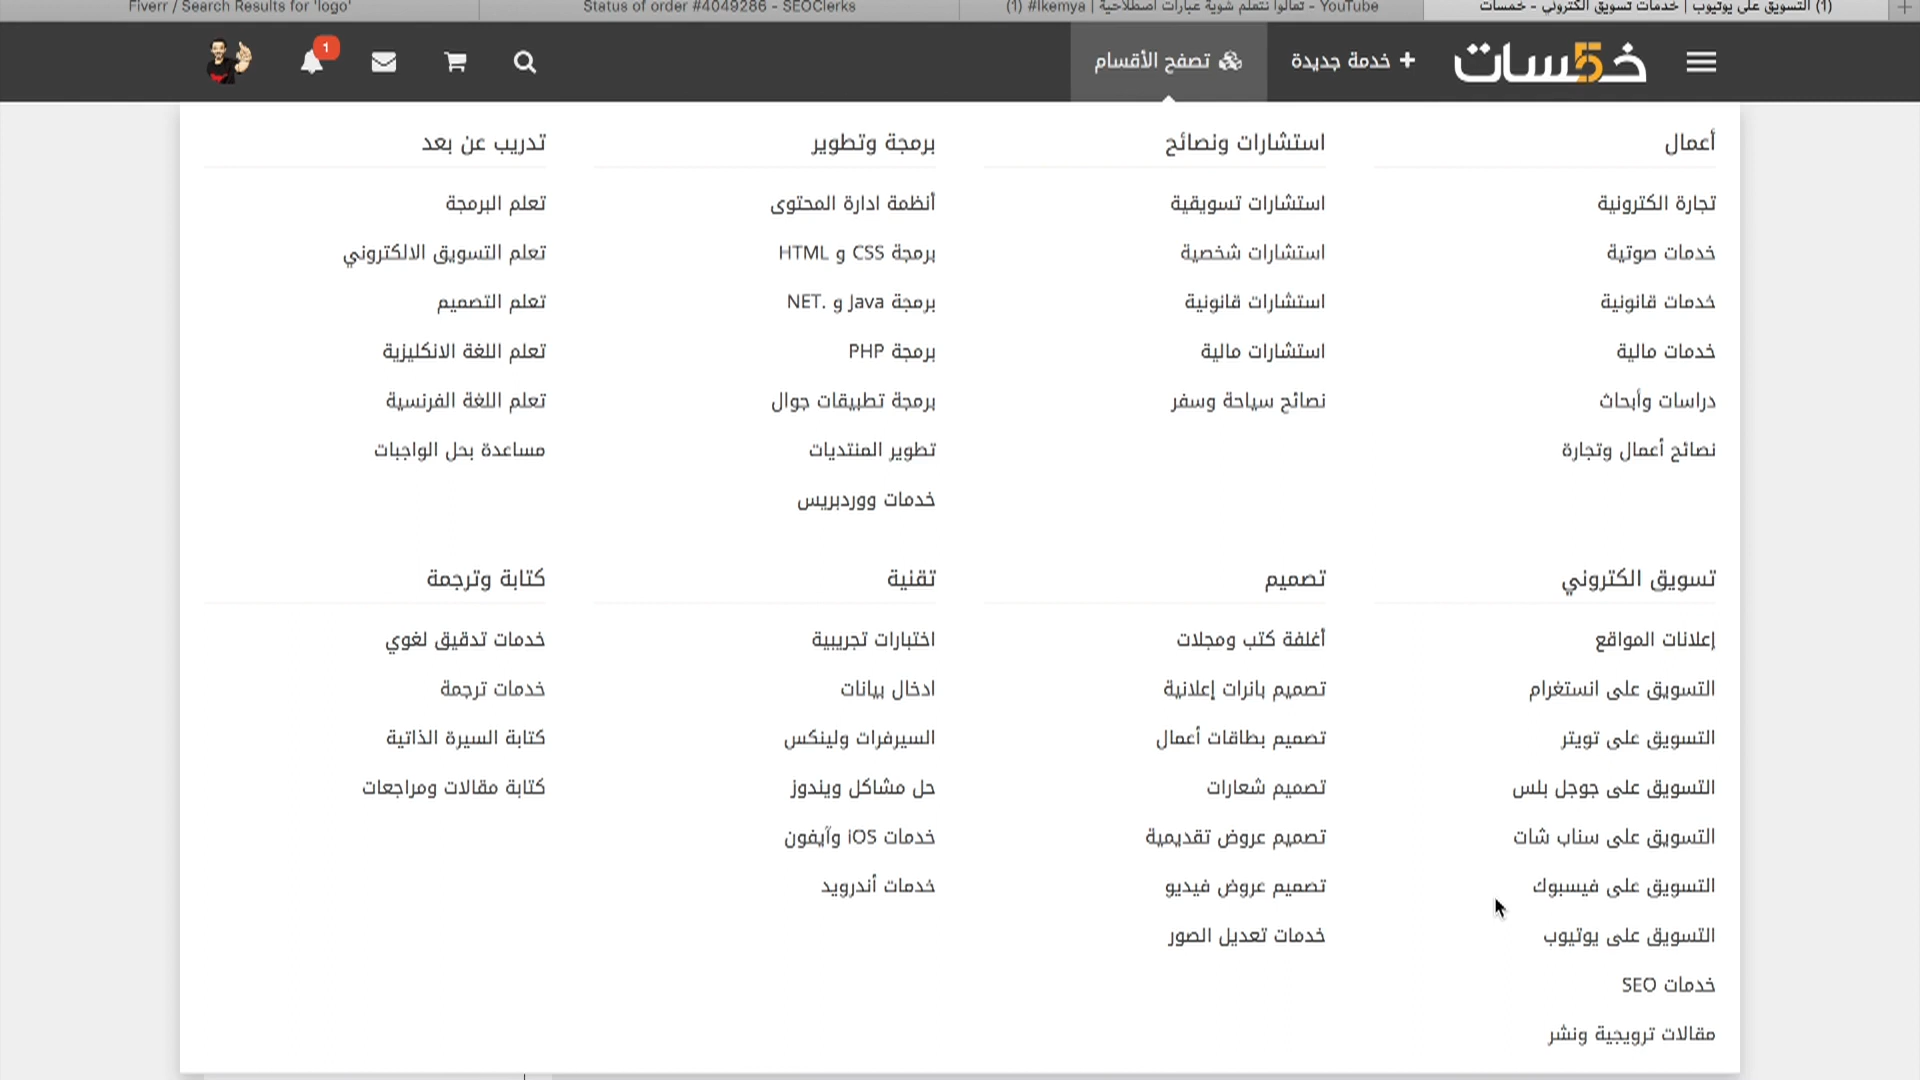 Fiverr / Search Results for 'logo'
Status of order #4049286 - SEOClerks
(1) #Ikemya | تعالوا نتعلم شوية عبارات اصطلاحية - YouTube
(1) التسويق على يوتيوب | خدمات تسويق الكتروني - خمسات
خمسات
خدمة جديدة
تصفح الأقسام
1
أعمال
تجارة الكترونية
خدمات صوتية
خدمات قانونية
خدمات مالية
دراسات وأبحاث
نصائح أعمال وتجارة
استشارات ونصائح
استشارات تسويقية
استشارات شخصية
استشارات قانونية
استشارات مالية
نصائح سياحة وسفر
برمجة وتطوير
أنظمة ادارة المحتوى
برمجة CSS و HTML
برمجة Java و .NET
برمجة PHP
برمجة تطبيقات جوال
تطوير المنتديات
خدمات ووردبريس
تدريب عن بعد
تعلم البرمجة
تعلم التسويق الالكتروني
تعلم التصميم
تعلم اللغة الانكليزية
تعلم اللغة الفرنسية
مساعدة بحل الواجبات
تسويق الكتروني
إعلانات المواقع
التسويق على انستغرام
التسويق على تويتر
التسويق على جوجل بلس
التسويق على سناب شات
التسويق على فيسبوك
التسويق على يوتيوب
خدمات SEO
مقالات ترويجية ونشر
تصميم
أغلفة كتب ومجلات
تصميم بانرات إعلانية
تصميم بطاقات أعمال
تصميم شعارات
تصميم عروض تقديمية
تصميم عروض فيديو
خدمات تعديل الصور
تقنية
اختبارات تجريبية
ادخال بيانات
السيرفرات ولينكس
حل مشاكل ويندوز
خدمات iOS وآيفون
خدمات أندرويد
كتابة وترجمة
خدمات تدقيق لغوي
خدمات ترجمة
كتابة السيرة الذاتية
كتابة مقالات ومراجعات